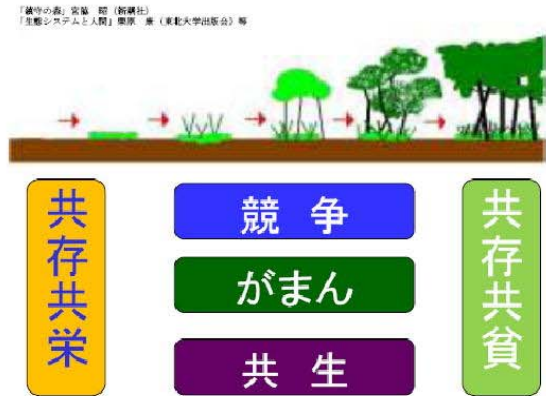 「鎮守の森」宮脇 昭(新潮社)
「生態システムと人間」栗原 康(東北大学出版会)等
共存共栄
競争
がまん
共生
共存共貧